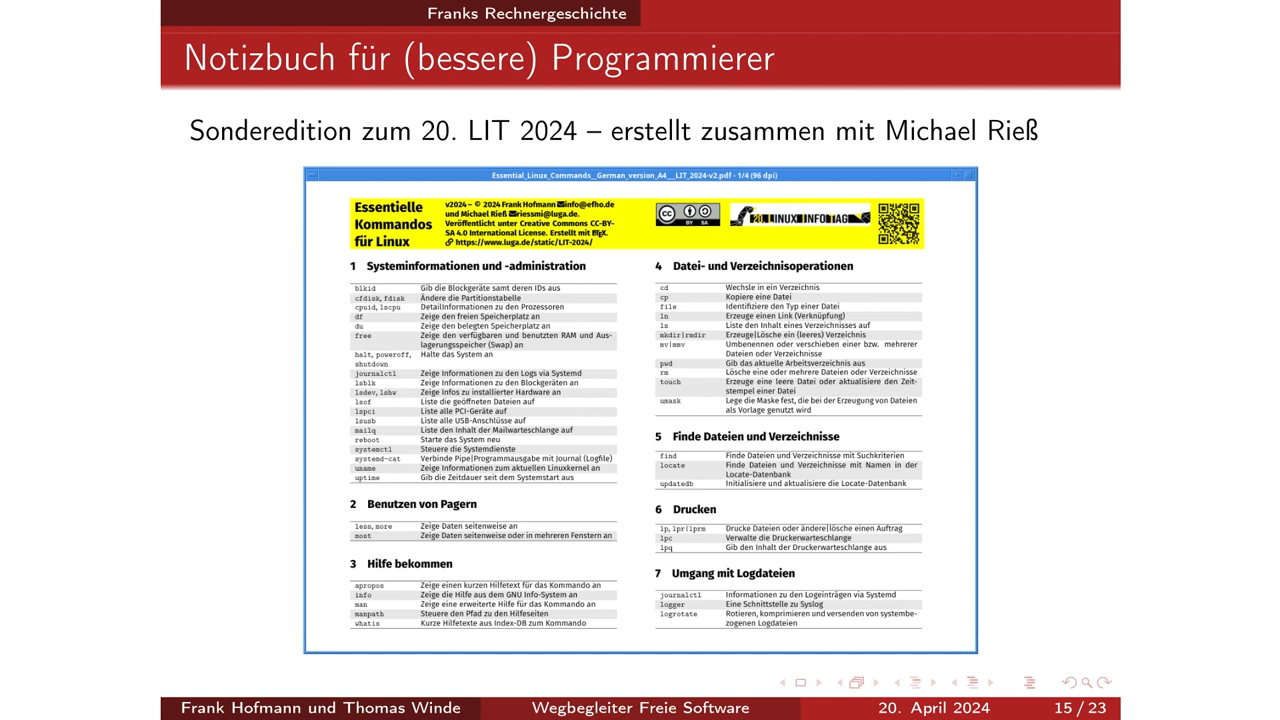 Franks Rechnergeschichte
Notizbuch für (bessere) Programmierer
Sonderedition zum 20. LIT 2024 – erstellt zusammen mit Michael Rieß
Essential_Linux_Commands__German_version_A4___LIT_2024-v2.pdf - 1/4 (96 dpi)
Essentielle
Kommandos
für Linux
v2024 – © 2024 Frank Hofmann info@efho.de
und Michael Rieß riessmi@luga.de.
Veröffentlicht unter Creative Commons CC-BY-
SA 4.0 International License. Erstellt mit LaTeX.
https://www.luga.de/static/LIT-2024/
CC BY SA
20. LINUX INFOTAG
1 Systeminformationen und -administration
blkid Gib die Blockgeräte samt deren IDs aus
cfdisk, fdisk Ändere die Partitionstabelle
cpuid, lscpu DetailInformationen zu den Prozessoren
df Zeige den freien Speicherplatz an
du Zeige den belegten Speicherplatz an
free Zeige den verfügbaren und benutzten RAM und Aus-
lagerungsspeicher (Swap) an
halt, poweroff, Halte das System an
shutdown
journalctl Zeige Informationen zu den Logs via Systemd
lsblk Zeige Informationen zu den Blockgeräten an
lsdev, lshw Zeige Infos zu installierter Hardware an
lsof Liste die geöffneten Dateien auf
lspci Liste alle PCI-Geräte auf
lsusb Liste alle USB-Anschlüsse auf
mailq Liste den Inhalt der Mailwarteschlange auf
reboot Starte das System neu
systemctl Steuere die Systemdienste
systemd-cat Verbinde Pipe|Programmausgabe mit Journal (Logfile)
uname Zeige Informationen zum aktuellen Linuxkernel an
uptime Gib die Zeitdauer seit dem Systemstart aus
2 Benutzen von Pagern
less, more Zeige Daten seitenweise an
most Zeige Daten seitenweise oder in mehreren Fenstern an
3 Hilfe bekommen
apropos Zeige einen kurzen Hilfetext für das Kommando an
info Zeige die Hilfe aus dem GNU Info-System an
man Zeige eine erweiterte Hilfe für das Kommando an
manpath Steuere den Pfad zu den Hilfeseiten
whatis Kurze Hilfetexte aus Index-DB zum Kommando
4 Datei- und Verzeichnisoperationen
cd Wechsle in ein Verzeichnis
cp Kopiere eine Datei
file Identifiziere den Typ einer Datei
ln Erzeuge einen Link (Verknüpfung)
ls Liste den Inhalt eines Verzeichnisses auf
mkdir|rmdir Erzeuge|Lösche ein (leeres) Verzeichnis
mv|mmv Umbenennen oder verschieben einer bzw. mehrerer
Dateien oder Verzeichnisse
pwd Gib das aktuelle Arbeitsverzeichnis aus
rm Lösche eine oder mehrere Dateien oder Verzeichnisse
touch Erzeuge eine leere Datei oder aktualisiere den Zeit-
stempel einer Datei
umask Lege die Maske fest, die bei der Erzeugung von Dateien
als Vorlage genutzt wird
5 Finde Dateien und Verzeichnisse
find Finde Dateien und Verzeichnisse mit Suchkriterien
locate Finde Dateien und Verzeichnisse mit Namen in der
Locate-Datenbank
updatedb Initialisiere und aktualisiere die Locate-Datenbank
6 Drucken
lp, lpr|lprm Drucke Dateien oder ändere|lösche einen Auftrag
lpc Verwalte die Druckerwarteschlange
lpq Gib den Inhalt der Druckerwarteschlange aus
7 Umgang mit Logdateien
journalctl Informationen zu den Logeinträgen via Systemd
logger Eine Schnittstelle zu Syslog
logrotate Rotieren, komprimieren und versenden von systembe-
zogenen Logdateien
Frank Hofmann und Thomas Winde Wegbegleiter Freie Software 20. April 2024 15 / 23